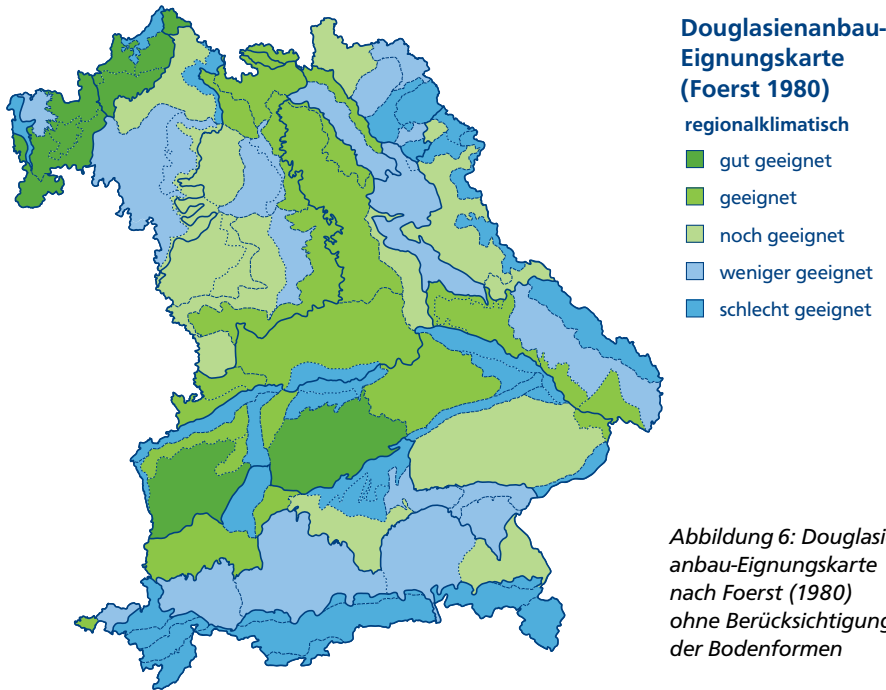 Douglasienanbau-
Eignungskarte
(Foerst 1980)
regionalklimatisch
gut geeignet
geeignet
noch geeignet
weniger geeignet
schlecht geeignet
Abbildung 6: Douglasi
anbau-Eignungskarte
nach Foerst (1980)
ohne Berücksichtigung
der Bodenformen